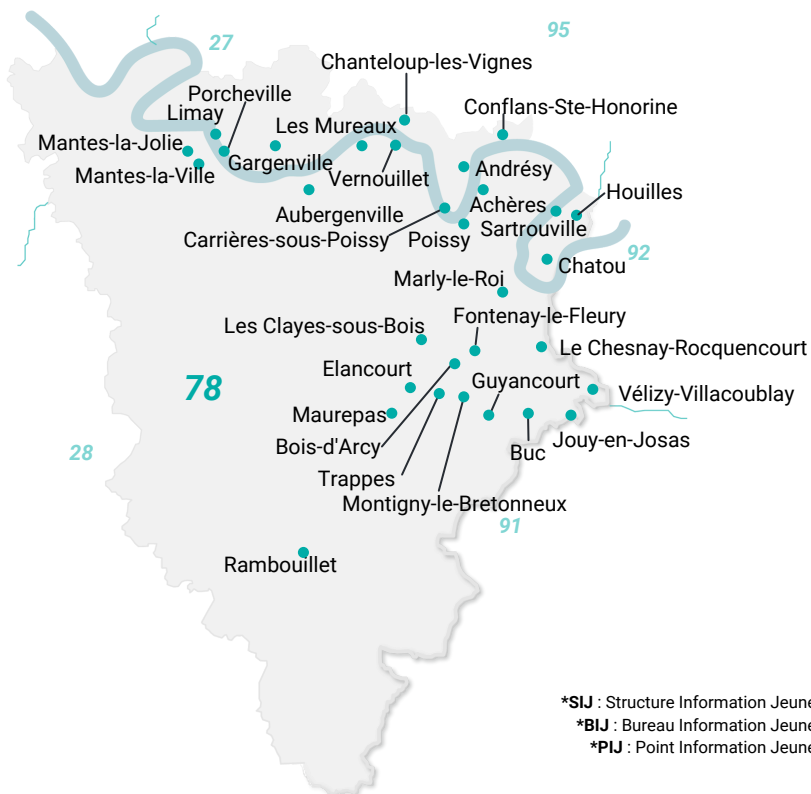 27
95
Chanteloup-les-Vignes
Porcheville
Limay
Conflans-Ste-Honorine
Les Mureaux
Mantes-la-Jolie
Gargenville
Andrésy
Mantes-la-Ville
Vernouillet
Houilles
Aubergenville
Achères
Sartrouville
Carrières-sous-Poissy
Poissy
92
Chatou
Marly-le-Roi
Fontenay-le-Fleury
Les Clayes-sous-Bois
Le Chesnay-Rocquencourt
Elancourt
Guyancourt
78
Vélizy-Villacoublay
Maurepas
Jouy-en-Josas
Bois-d'Arcy
Buc
28
Trappes
Montigny-le-Bretonneux
91
Rambouillet
*SIJ : Structure Information Jeune
*BIJ : Bureau Information Jeune
*PIJ : Point Information Jeune